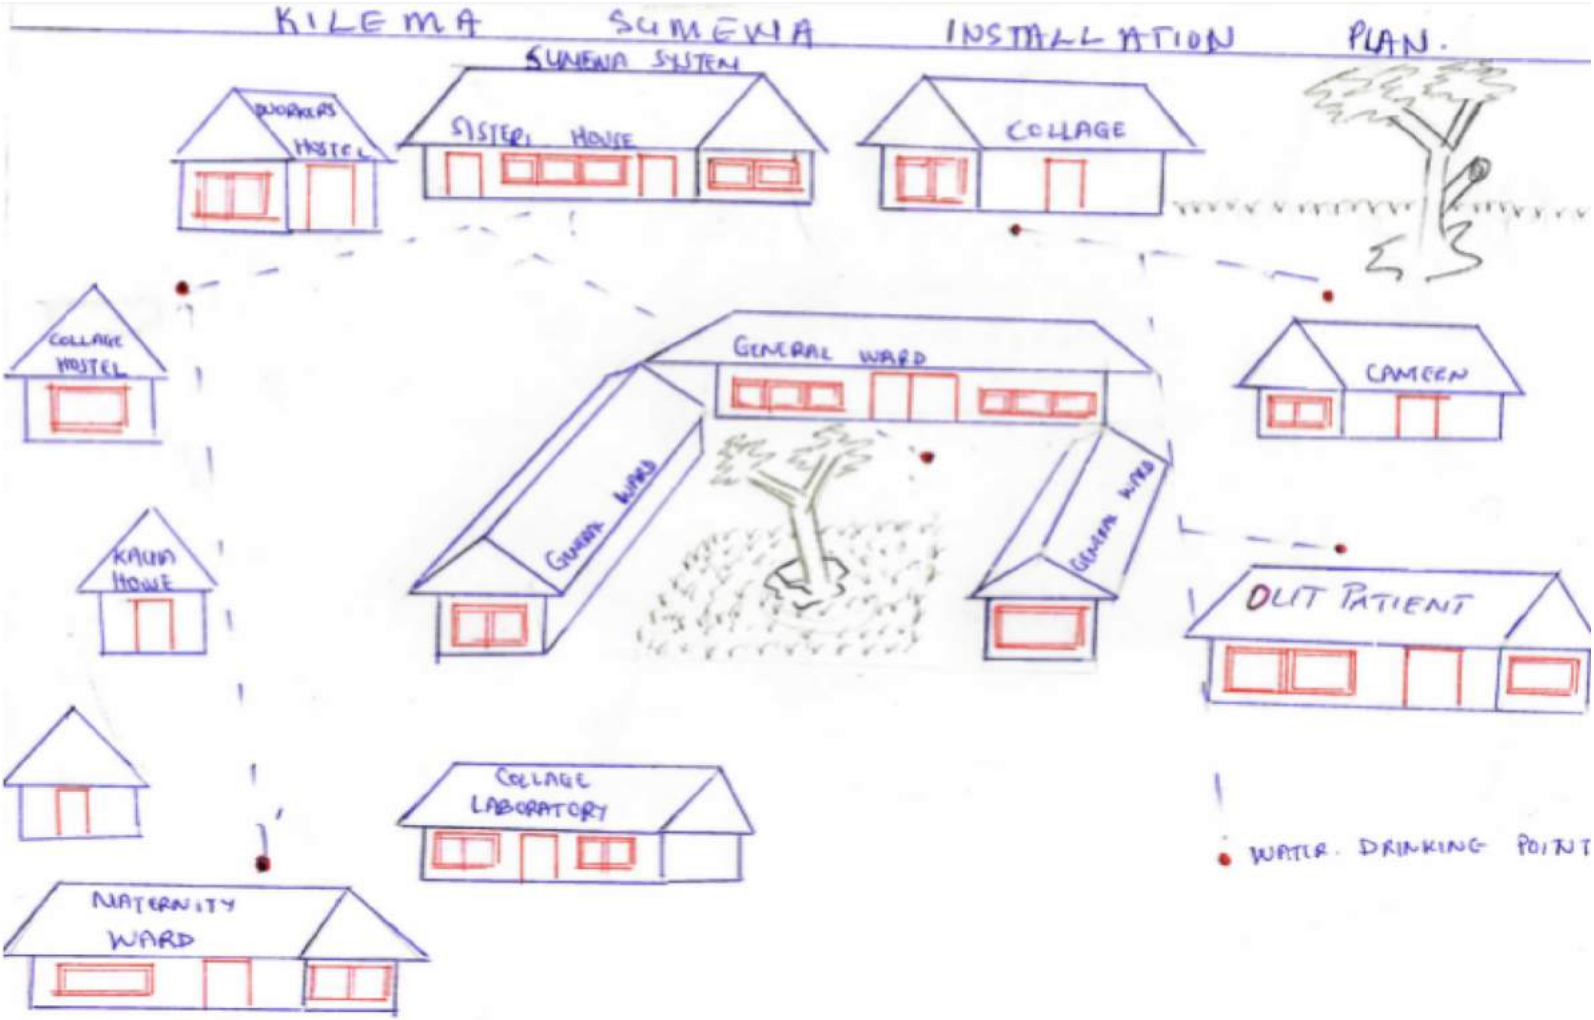 KILEMA SUMEWA INSTALLATION PLAN.
SUMEWA SYSTEM
WORKERS
HOSTEL
SISTERS HOUSE
COLLAGE
COLLAGE
HOSTEL
GENERAL WARD
CANTEEN
GENERAL WARD
GENERAL WARD
HOUSE
OUT PATIENT
COLLAGE
LABORATORY
WATER. DRINKING POINT
MATERNITY
WARD